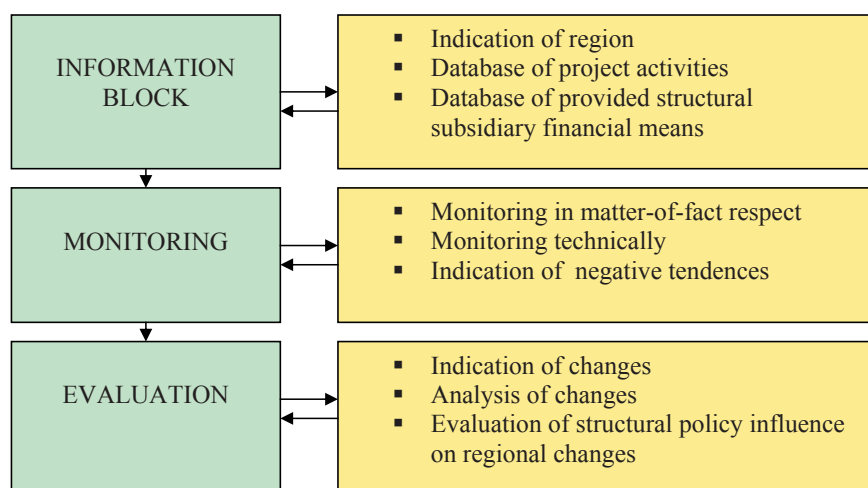 INFORMATION
BLOCK
▪ Indication of region
▪ Database of project activities
▪ Database of provided structural
subsidiary financial means
MONITORING
▪ Monitoring in matter-of-fact respect
▪ Monitoring technically
▪ Indication of negative tendences
EVALUATION
▪ Indication of changes
▪ Analysis of changes
▪ Evaluation of structural policy influence
on regional changes